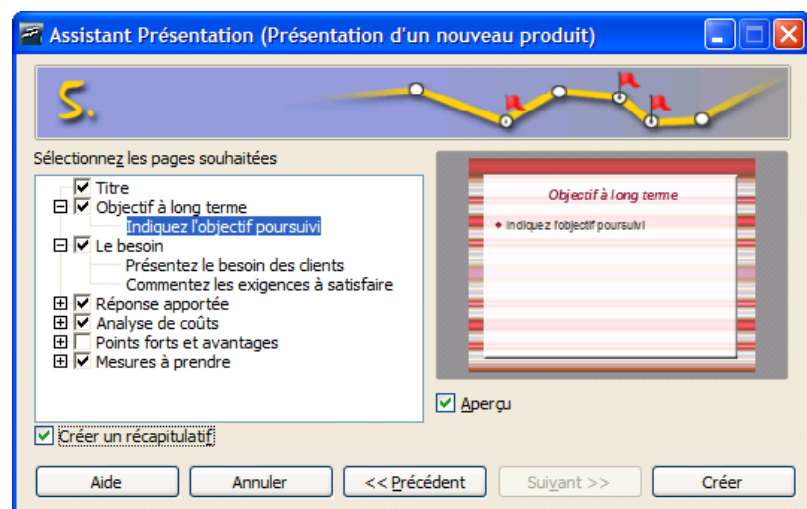 Assistant Présentation (Présentation d'un nouveau produit)
5.
Sélectionnez les pages souhaitées
Titre
Objectif à long terme
Indiquez l'objectif poursuivi
Le besoin
Présentez le besoin des clients
Commentez les exigences à satisfaire
Réponse apportée
Analyse de coûts
Points forts et avantages
Mesures à prendre
Objectif à long terme
Indiquez l'objectif poursuivi
Aperçu
Créer un récapitulatif
Aide
Annuler
<< Précédent
Suivant >>
Créer